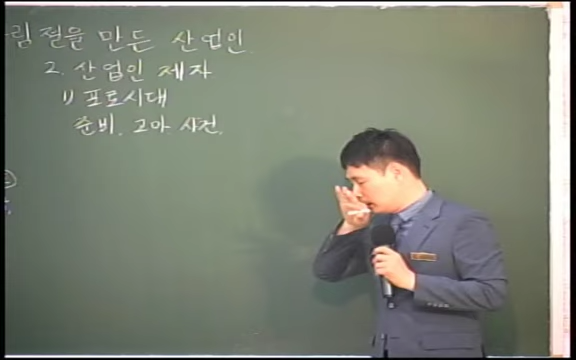 림절을 만든 산업인
2. 산업인 제자
1) 포로시대
준비, 고아, 사건,